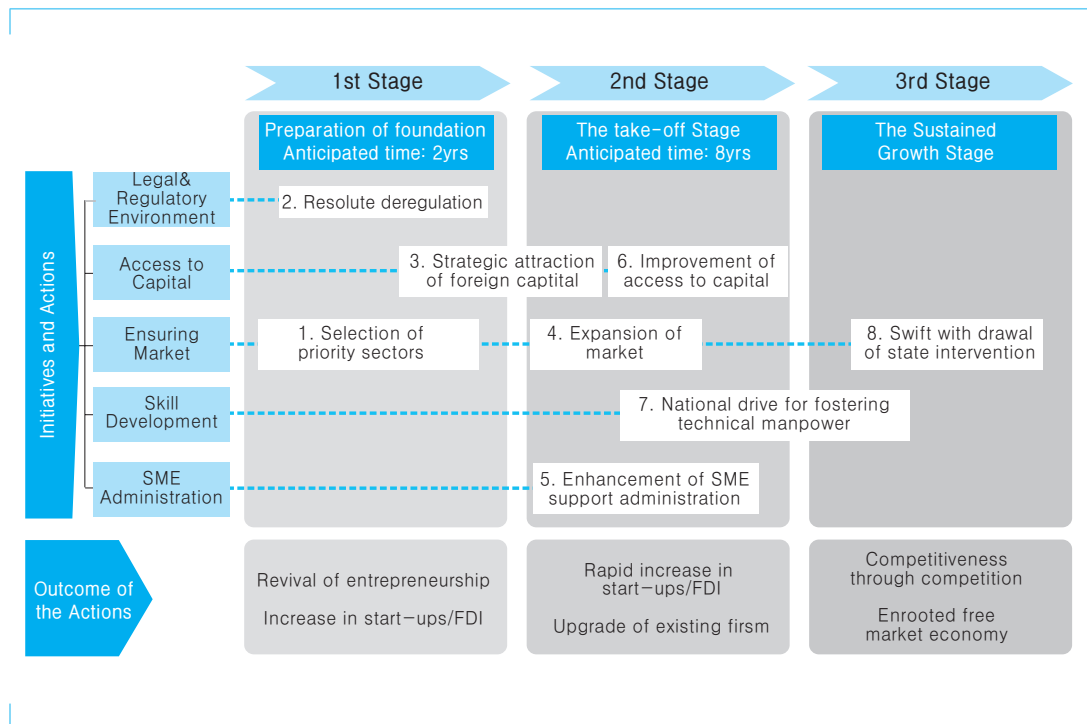 1st Stage
2nd Stage
3rd Stage
Preparation of foundation
Anticipated time: 2yrs
The take-off Stage
Anticipated time: 8yrs
The Sustained
Growth Stage
Initiatives and Actions
Legal&
Regulatory
Environment
2. Resolute deregulation
Access to
Capital
3. Strategic attraction
of foreign captital
6. Improvement of
access to capital
Ensuring
Market
1. Selection of
priority sectors
4. Expansion of
market
8. Swift with drawal
of state intervention
Skill
Development
7. National drive for fostering
technical manpower
SME
Administration
5. Enhancement of SME
support administration
Outcome of
the Actions
Revival of entrepreneurship
Increase in start-ups/FDI
Rapid increase in
start-ups/FDI
Upgrade of existing firsm
Competitiveness
through competition
Enrooted free
market economy